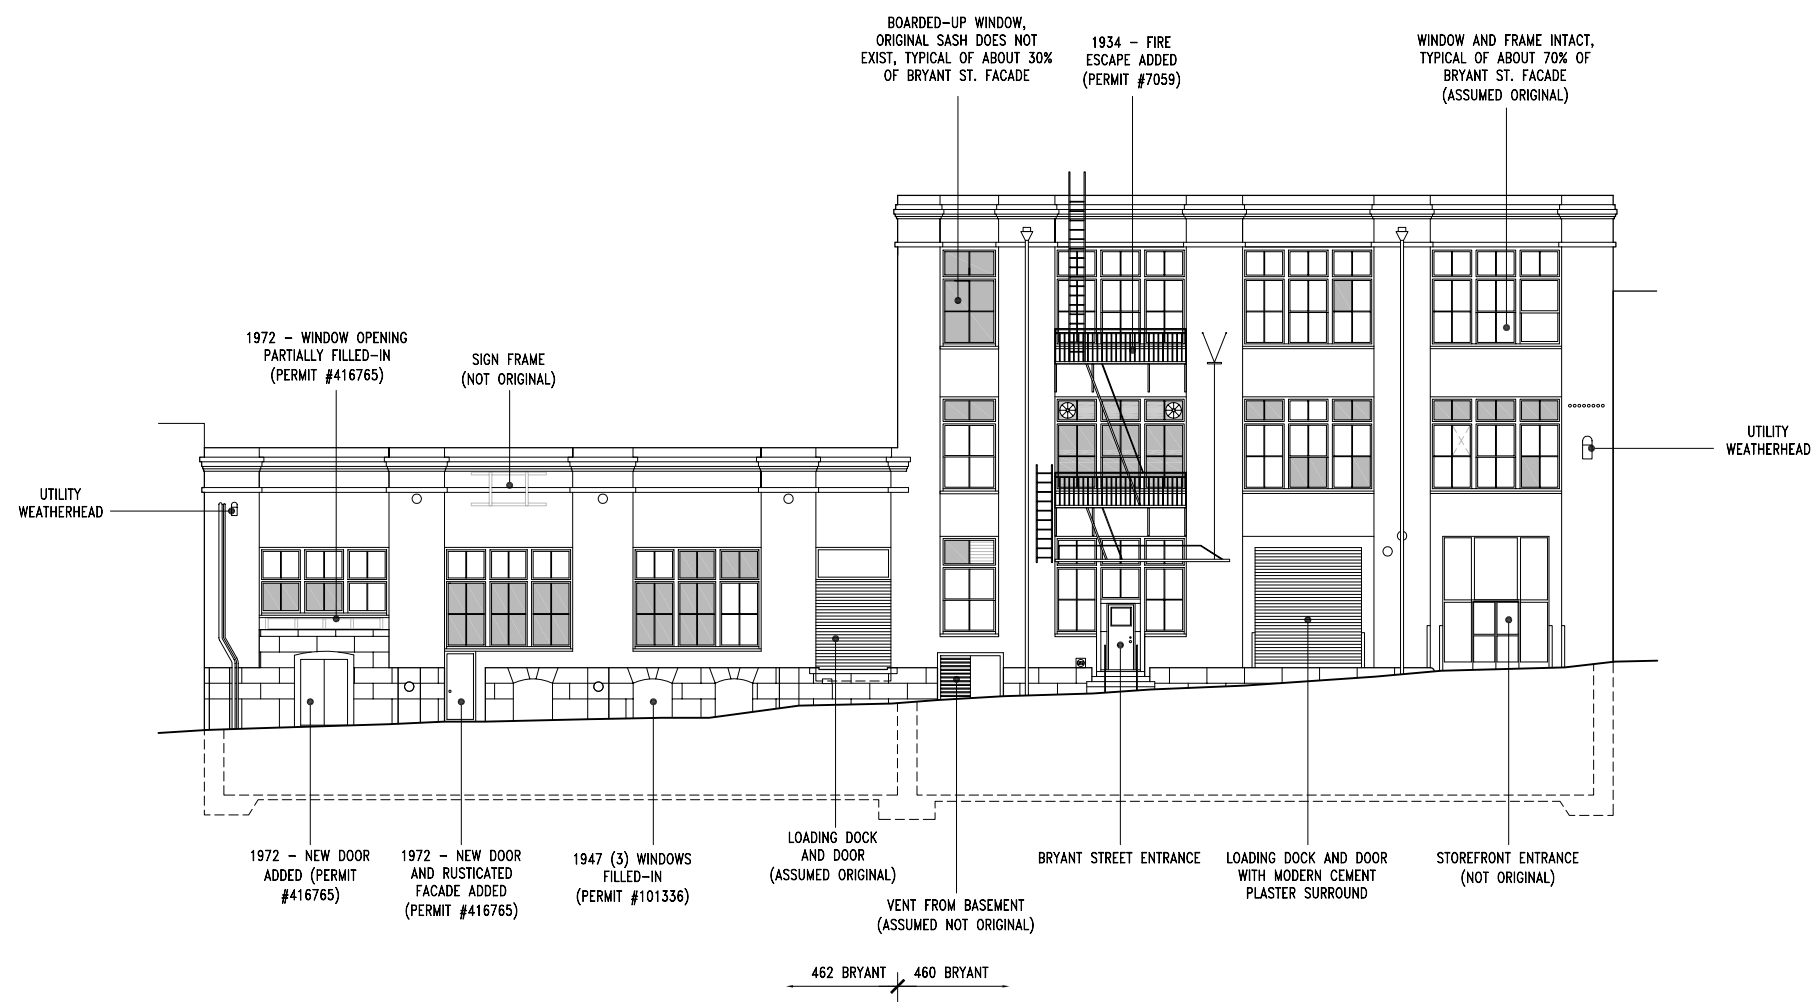 BOARDED-UP WINDOW,
ORIGINAL SASH DOES NOT
EXIST, TYPICAL OF ABOUT 30%
OF BRYANT ST. FACADE
1934 - FIRE
ESCAPE ADDED
(PERMIT #7059)
WINDOW AND FRAME INTACT,
TYPICAL OF ABOUT 70% OF
BRYANT ST. FACADE
(ASSUMED ORIGINAL)
1972 - WINDOW OPENING
PARTIALLY FILLED-IN
(PERMIT #416765)
SIGN FRAME
(NOT ORIGINAL)
UTILITY
WEATHERHEAD
UTILITY
WEATHERHEAD
1972 - NEW DOOR
ADDED (PERMIT
#416765)
1972 - NEW DOOR
AND RUSTICATED
FACADE ADDED
(PERMIT #416765)
1947 (3) WINDOWS
FILLED-IN
(PERMIT #101336)
LOADING DOCK
AND DOOR
(ASSUMED ORIGINAL)
VENT FROM BASEMENT
(ASSUMED NOT ORIGINAL)
BRYANT STREET ENTRANCE
LOADING DOCK AND DOOR
WITH MODERN CEMENT
PLASTER SURROUND
STOREFRONT ENTRANCE
(NOT ORIGINAL)
462 BRYANT
460 BRYANT